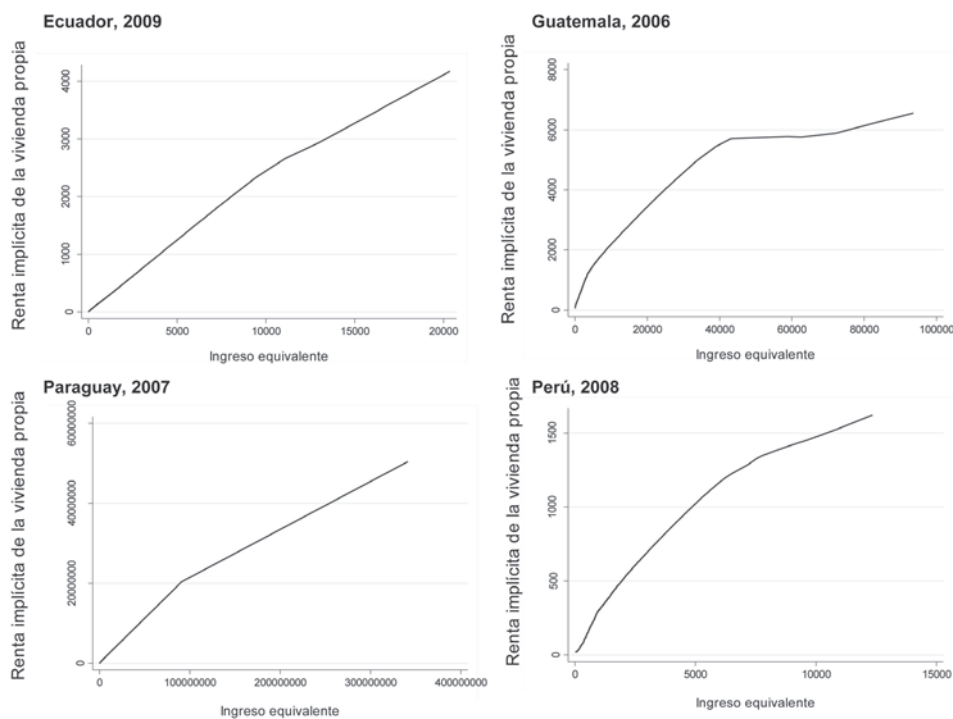 Ecuador, 2009
Renta implícita de la vivienda propia
4000
3000
2000
1000
0
0 5000 10000 15000 20000
Ingreso equivalente
Guatemala, 2006
Renta implícita de la vivienda propia
8000
6000
4000
2000
0
0 20000 40000 60000 80000 100000
Ingreso equivalente
Paraguay, 2007
Renta implícita de la vivienda propia
60000000
40000000
20000000
0
0 100000000 200000000 300000000 400000000
Ingreso equivalente
Perú, 2008
Renta implícita de la vivienda propia
1500
1000
500
0
0 5000 10000 15000
Ingreso equivalente